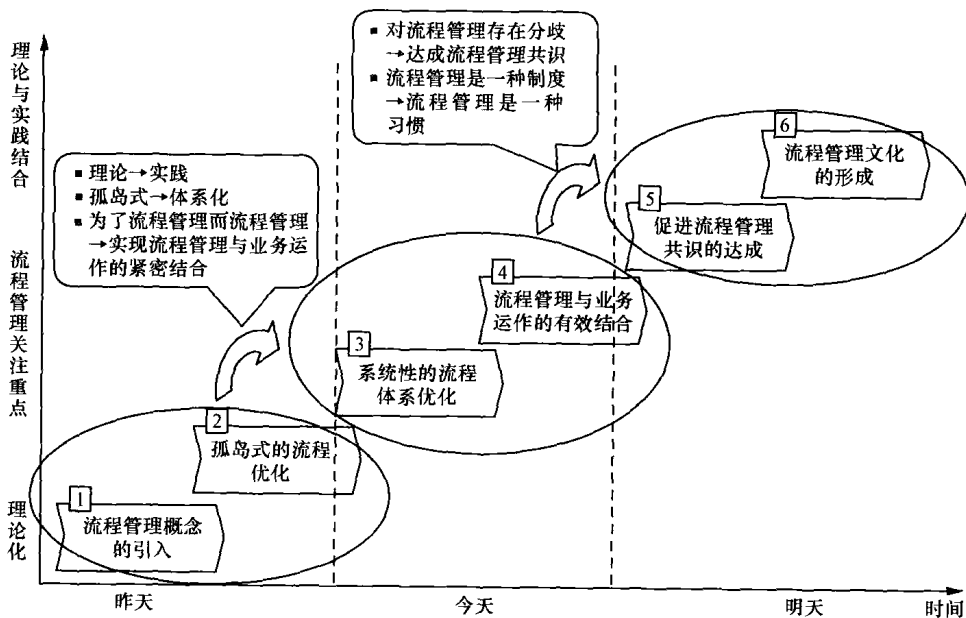 ▪ 对流程管理存在分歧
→达成流程管理共识
▪ 流程管理是一种制度
→流程管理是一种
习惯
理论与实践结合
6
流程管理文化
的形成
▪ 理论→实践
▪ 孤岛式→体系化
▪ 为了流程管理而流程管理
→实现流程管理与业务运
作的紧密结合
5
促进流程管理
共识的达成
流程管理关注重点
4
流程管理与业务
运作的有效结合
3
系统性的流程
体系优化
2
孤岛式的流程
优化
理论化
1
流程管理概念
的引入
昨天
今天
明天
时间